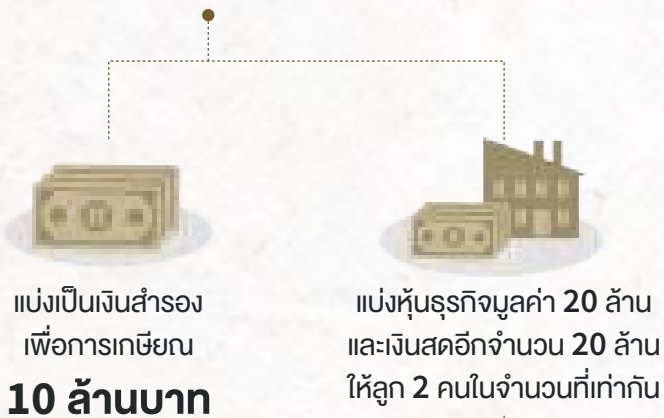 แบ่งเป็นเงินสำรอง
เพื่อการเกษียณ
10 ล้านบาท
แบ่งหุ้นธุรกิจมูลค่า 20 ล้าน
และเงินสดอีกจำนวน 20 ล้าน
ให้ลูก 2 คนในจำนวนที่เท่ากัน